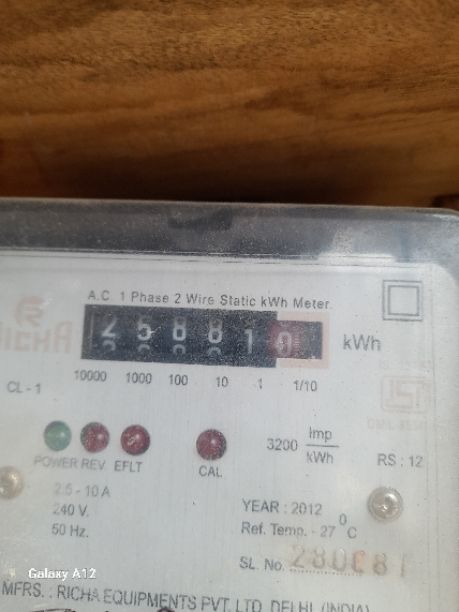 A.C. 1 Phase 2 Wire Static kWh Meter.
RICHA
kWh
10000 1000 100 10 1 1/10
CL - 1
3200 Imp
kWh
RS : 12
POWER REV. EFLT
CAL
2.5 - 10 A
240 V.
50 Hz.
YEAR : 2012
Ref. Temp. - 27 0 C
SL. No.
Galaxy A12
MFRS. : RICHA EQUIPMENTS PVT. LTD. DELHI. (INDIA)